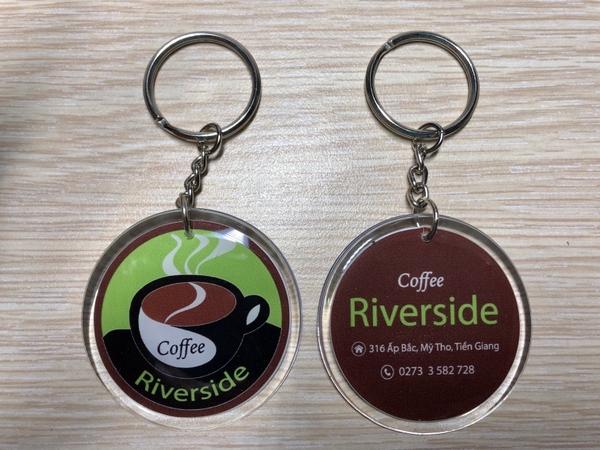 Coffee
Riverside
Coffee
Riverside
316 Ấp Bắc, Mỹ Tho, Tiền Giang
0273 3 582 728